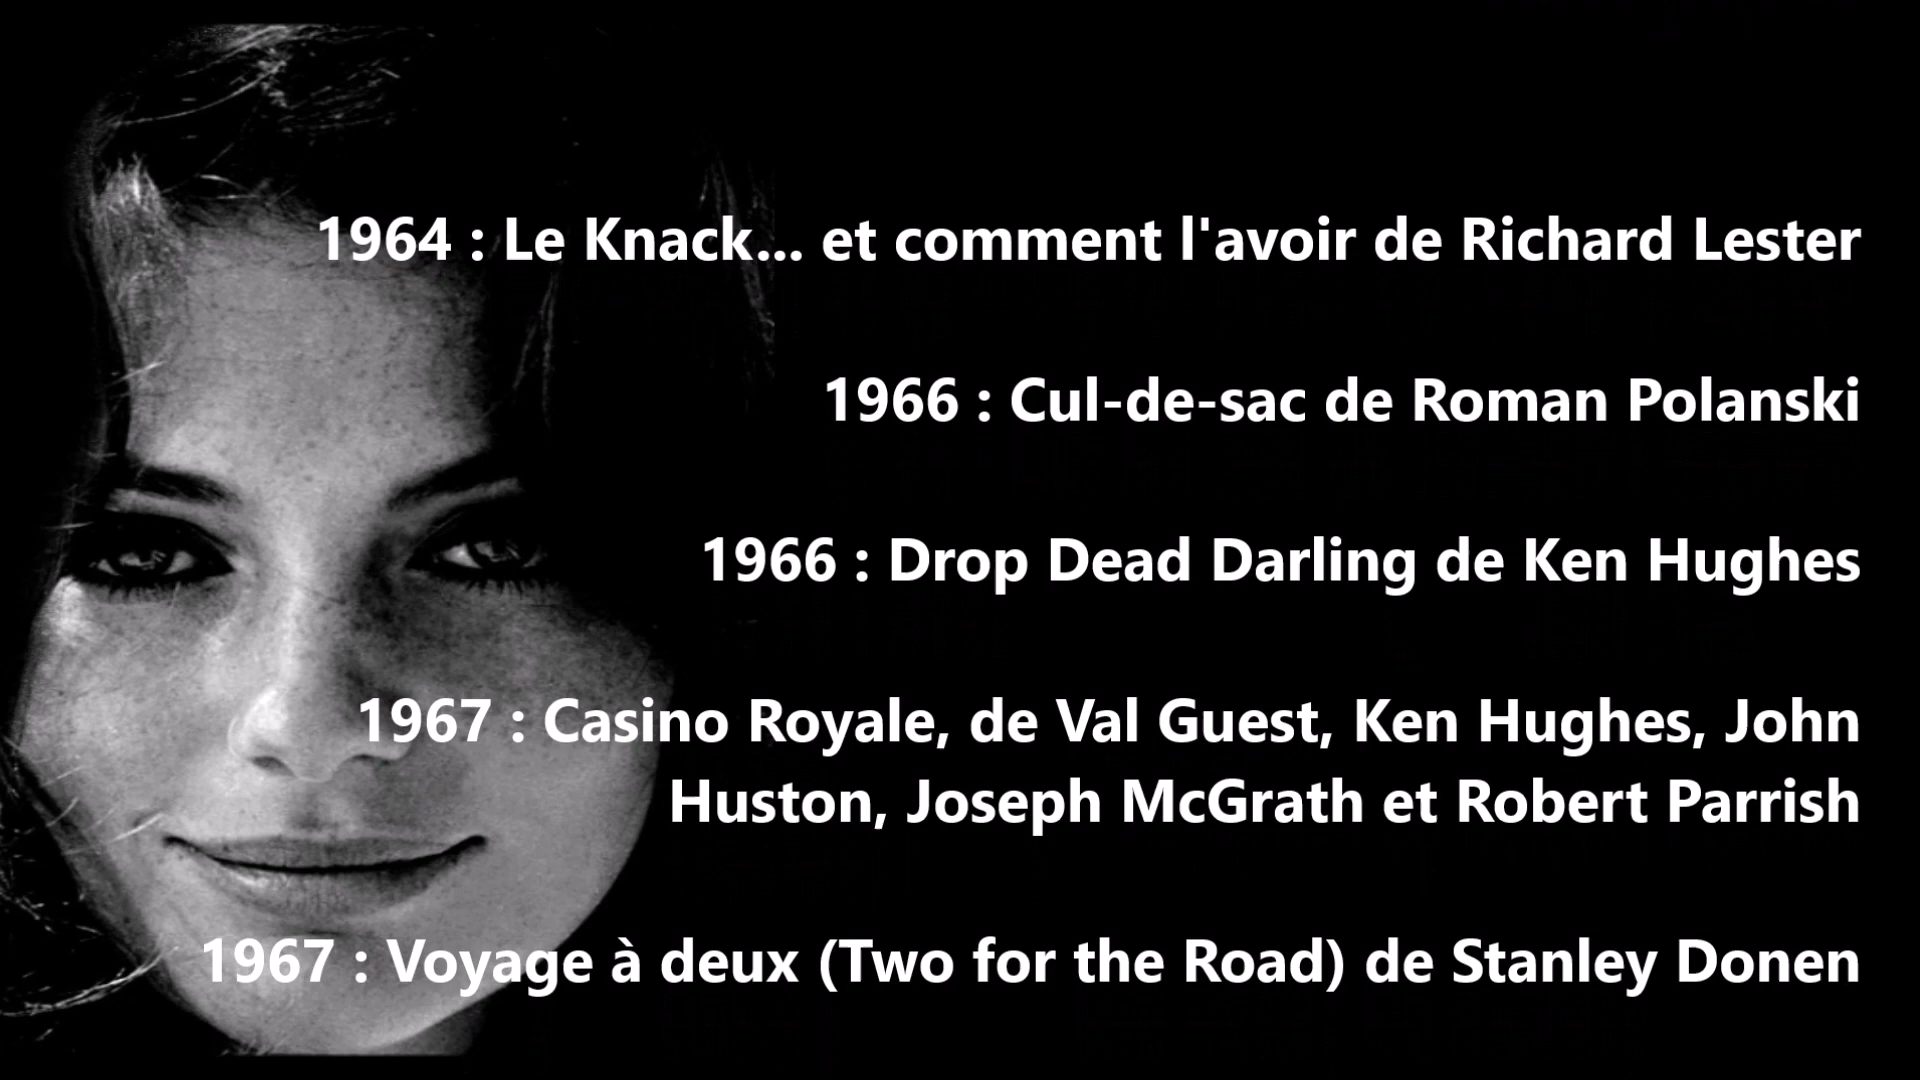 1964 : Le Knack... et comment l'avoir de Richard Lester
1966 : Cul-de-sac de Roman Polanski
1966 : Drop Dead Darling de Ken Hughes
1967 : Casino Royale, de Val Guest, Ken Hughes, John
Huston, Joseph McGrath et Robert Parrish
1967 : Voyage à deux (Two for the Road) de Stanley Donen